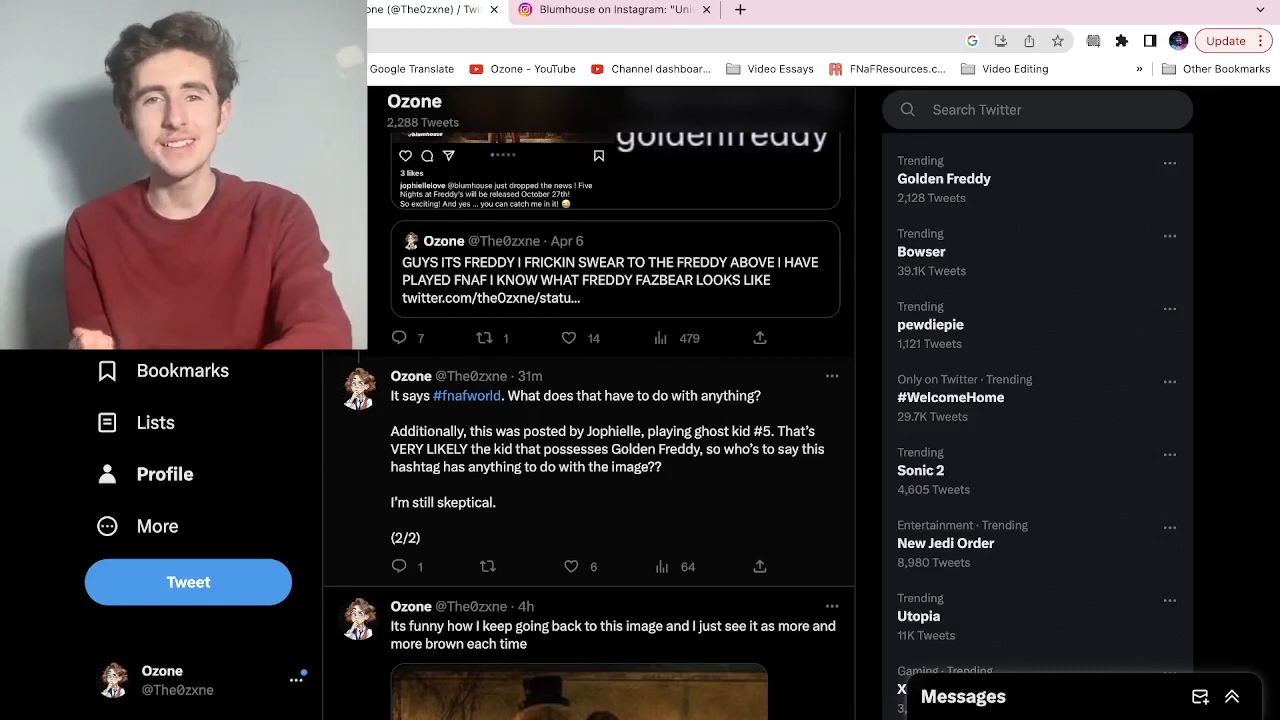 one (@The0zxne) / Twi
Blumhouse on Instagram: "Uni
Update
Google Translate
Ozone - YouTube
Channel dashboar...
Video Essays
FNaFResources.c...
Video Editing
»
Other Bookmarks
Ozone
2,288 Tweets
Search Twitter
goldenfreddy
3 likes
jophiellelove @blumhouse just dropped the news ! Five
Nights at Freddy's will be released October 27th!
So exciting! And yes ... you can catch me in it! 😅
Ozone @The0zxne · Apr 6
GUYS ITS FREDDY I FRICKIN SWEAR TO THE FREDDY ABOVE I HAVE
PLAYED FNAF I KNOW WHAT FREDDY FAZBEAR LOOKS LIKE
twitter.com/the0zxne/statu...
7 1 14 479
Ozone @The0zxne · 31m
It says #fnafworld. What does that have to do with anything?
Additionally, this was posted by Jophielle, playing ghost kid #5. That's
VERY LIKELY the kid that possesses Golden Freddy, so who's to say this
hashtag has anything to do with the image??
I'm still skeptical.
(2/2)
1 6 64
Ozone @The0zxne · 4h
Its funny how I keep going back to this image and I just see it as more and
more brown each time
Bookmarks
Lists
Profile
More
Tweet
Ozone
@The0zxne
Trending
Golden Freddy
2,128 Tweets
Trending
Bowser
39.1K Tweets
Trending
pewdiepie
1,121 Tweets
Only on Twitter · Trending
#WelcomeHome
29.7K Tweets
Trending
Sonic 2
4,605 Tweets
Entertainment · Trending
New Jedi Order
8,980 Tweets
Trending
Utopia
11K Tweets
Gaming · Trending
Messages